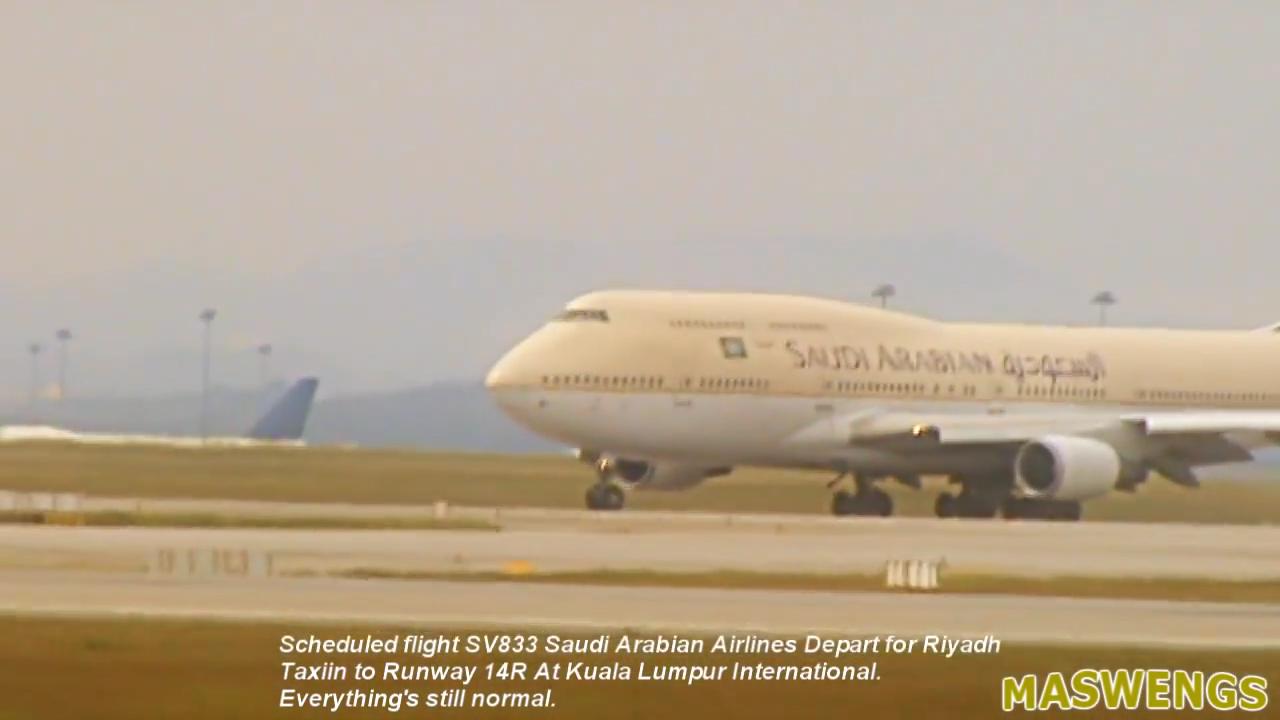 SAUDI ARABIAN السعودية
Scheduled flight SV833 Saudi Arabian Airlines Depart for Riyadh
Taxiin to Runway 14R At Kuala Lumpur International.
Everything's still normal.
MASWENGS